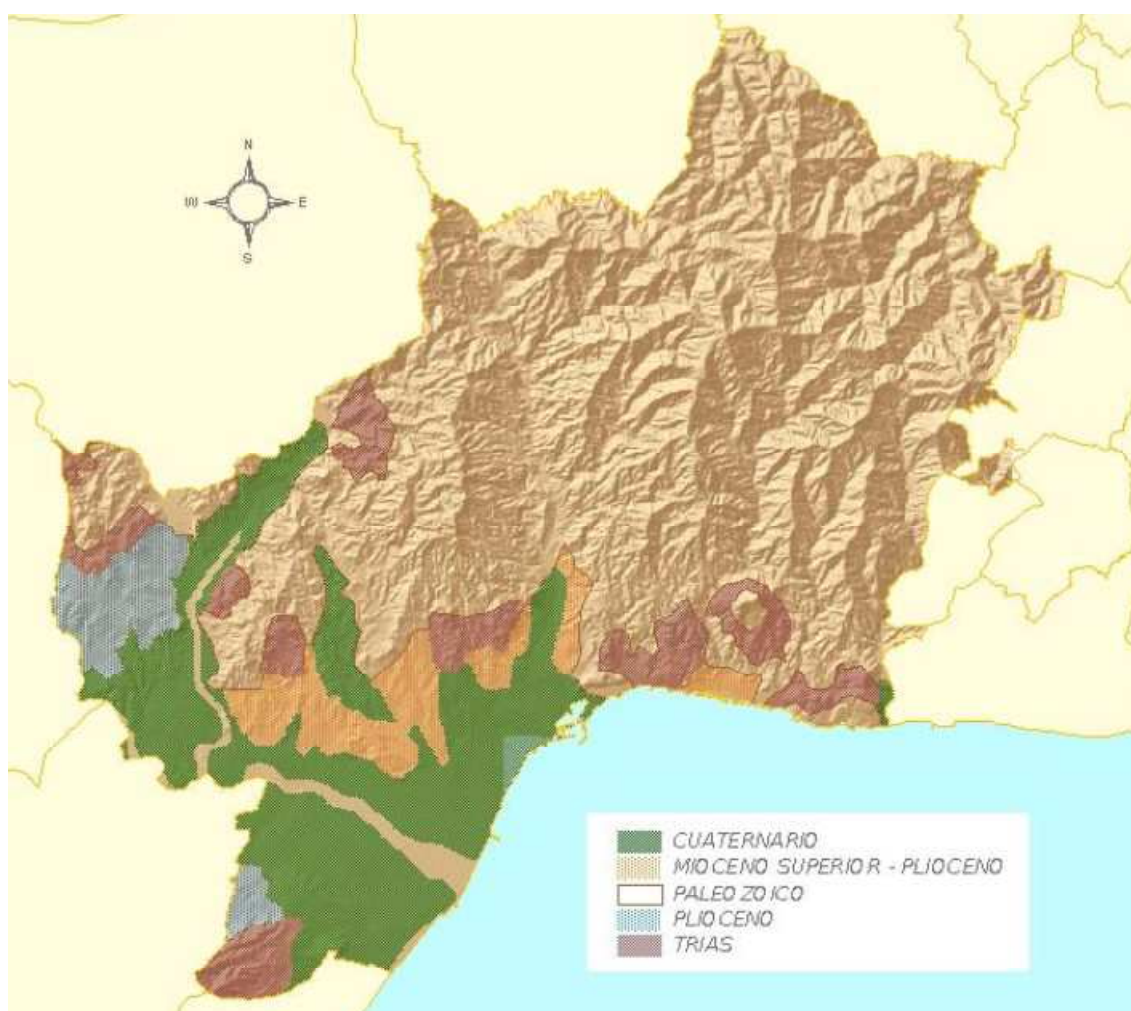 N
W E
S
CUATERNARIO
MIOCENO SUPERIOR - PLIOCENO
PALEOZOICO
PLIOCENO
TRIAS